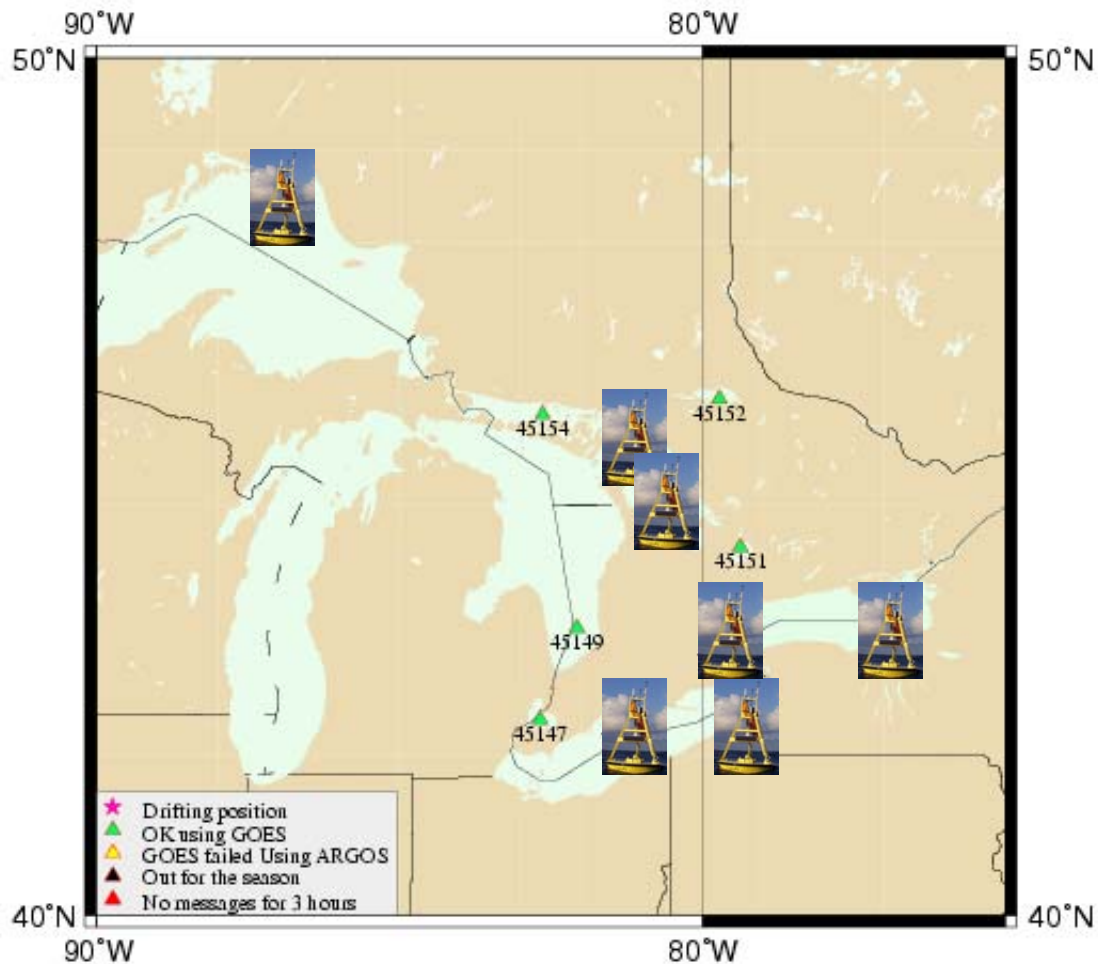 90°W 80°W
50°N 50°N
45152
45154
45151
45149
45147
Drifting position
OK using GOES
GOES failed Using ARGOS
Out for the season
No messages for 3 hours
40°N 40°N
90°W 80°W